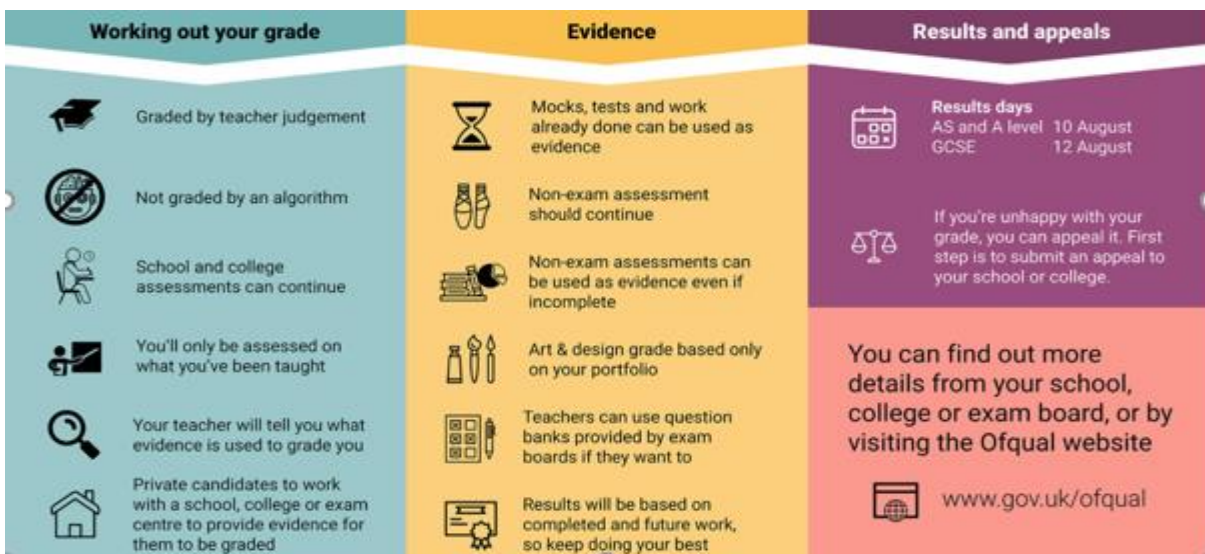 Working out your grade
Graded by teacher judgement
Not graded by an algorithm
School and college
assessments can continue
You'll only be assessed on
what you've been taught
Your teacher will tell you what
evidence is used to grade you
Private candidates to work
with a school, college or exam
centre to provide evidence for
them to be graded
Evidence
Mocks, tests and work
already done can be used as
evidence
Non-exam assessment
should continue
Non-exam assessments can
be used as evidence even if
incomplete
Art & design grade based only
on your portfolio
Teachers can use question
banks provided by exam
boards if they want to
Results will be based on
completed and future work,
so keep doing your best
Results and appeals
Results days
AS and A level 10 August
GCSE 12 August
If you're unhappy with your
grade, you can appeal it. First
step is to submit an appeal to
your school or college.
You can find out more
details from your school,
college or exam board, or by
visiting the Ofqual website
www.gov.uk/ofqual